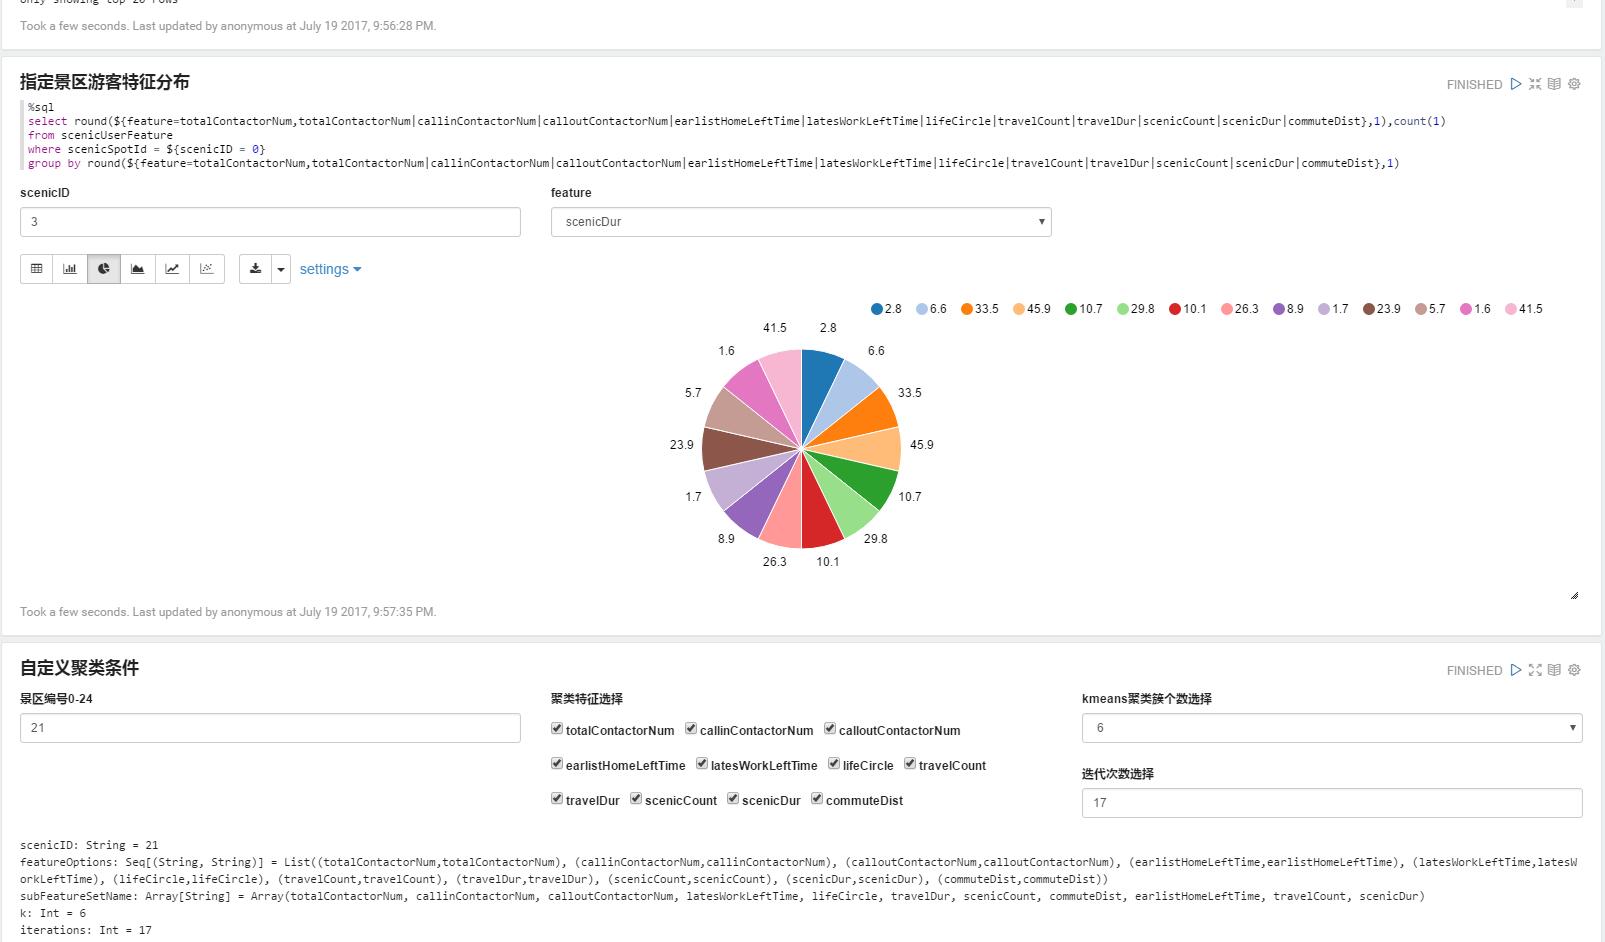 only showing top 20 rows
Took a few seconds. Last updated by anonymous at July 19 2017, 9:56:28 PM.
指定景区游客特征分布
FINISHED
%sql
select round(${feature=totalContactorNum,totalContactorNum|callinContactorNum|calloutContactorNum|earlistHomeLeftTime|latesWorkLeftTime|lifeCircle|travelCount|travelDur|scenicCount|scenicDur|commuteDist},1),count(1)
from scenicUserFeature
where scenicSpotId = ${scenicID = 0}
group by round(${feature=totalContactorNum,totalContactorNum|callinContactorNum|calloutContactorNum|earlistHomeLeftTime|latesWorkLeftTime|lifeCircle|travelCount|travelDur|scenicCount|scenicDur|commuteDist},1)
scenicID feature
3 scenicDur
settings
2.8 6.6 33.5 45.9 10.7 29.8 10.1 26.3 8.9 1.7 23.9 5.7 1.6 41.5
41.5 2.8
1.6 6.6
5.7 33.5
23.9 45.9
1.7 10.7
8.9 29.8
26.3 10.1
Took a few seconds. Last updated by anonymous at July 19 2017, 9:57:35 PM.
自定义聚类条件
FINISHED
景区编号0-24 聚类特征选择 kmeans聚类簇个数选择
21 totalContactorNum callinContactorNum calloutContactorNum 6
earlistHomeLeftTime latesWorkLeftTime lifeCircle travelCount 迭代次数选择
travelDur scenicCount scenicDur commuteDist 17
scenicID: String = 21
featureOptions: Seq[(String, String)] = List((totalContactorNum,totalContactorNum), (callinContactorNum,callinContactorNum), (calloutContactorNum,calloutContactorNum), (earlistHomeLeftTime,earlistHomeLeftTime), (latesWorkLeftTime,latesW
orkLeftTime), (lifeCircle,lifeCircle), (travelCount,travelCount), (travelDur,travelDur), (scenicCount,scenicCount), (scenicDur,scenicDur), (commuteDist,commuteDist))
subFeatureSetName: Array[String] = Array(totalContactorNum, callinContactorNum, calloutContactorNum, latesWorkLeftTime, lifeCircle, travelDur, scenicCount, commuteDist, earlistHomeLeftTime, travelCount, scenicDur)
k: Int = 6
iterations: Int = 17